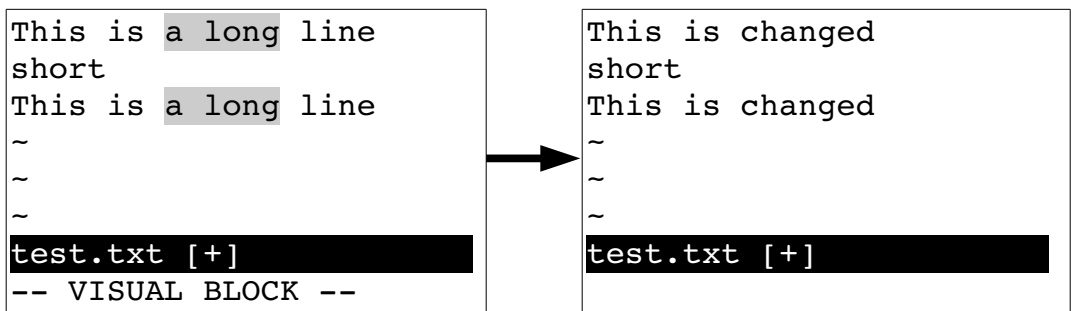 This is a long line
short
This is a long line
~
~
~
test.txt [+]
-- VISUAL BLOCK --
This is changed
short
This is changed
~
~
~
test.txt [+]